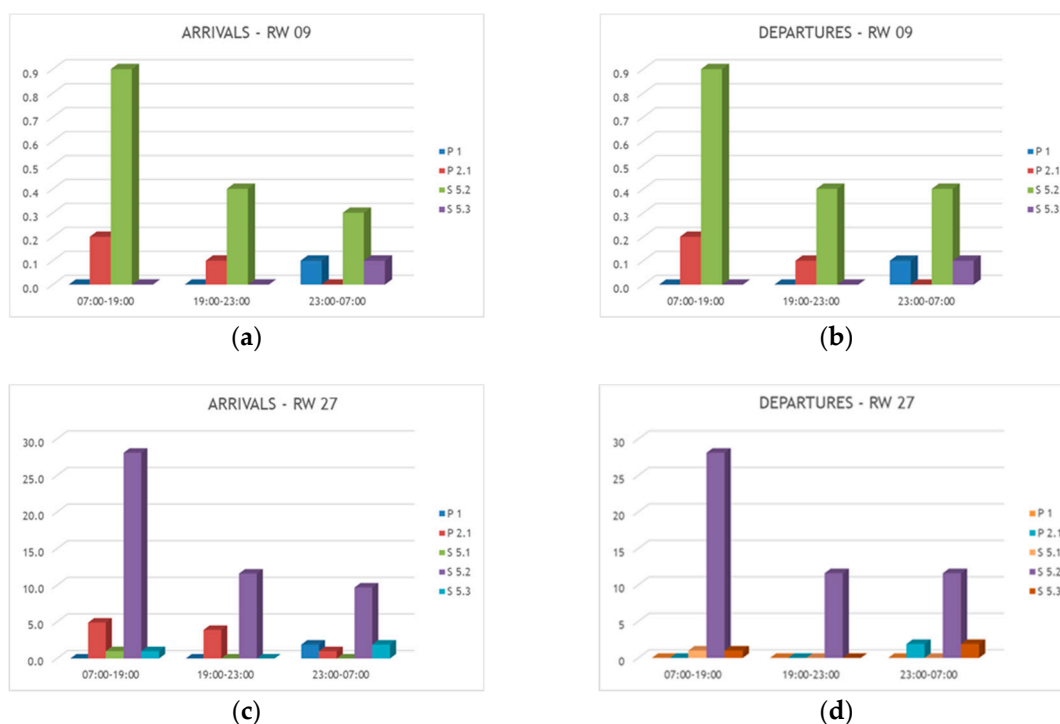 ARRIVALS - RW 09
0.9
0.8
0.7
0.6
0.5
0.4
0.3
0.2
0.1
0.0
07:00-19:00 19:00-23:00 23:00-07:00
P 1
P 2.1
S 5.2
S 5.3
(a)
DEPARTURES - RW 09
0.9
0.8
0.7
0.6
0.5
0.4
0.3
0.2
0.1
0.0
07:00-19:00 19:00-23:00 23:00-07:00
P 1
P 2.1
S 5.2
S 5.3
(b)
ARRIVALS - RW 27
30.0
25.0
20.0
15.0
10.0
5.0
0.0
07:00-19:00 19:00-23:00 23:00-07:00
P 1
P 2.1
S 5.1
S 5.2
S 5.3
(c)
DEPARTURES - RW 27
30
25
20
15
10
5
0
07:00-19:00 19:00-23:00 23:00-07:00
P 1
P 2.1
S 5.1
S 5.2
S 5.3
(d)